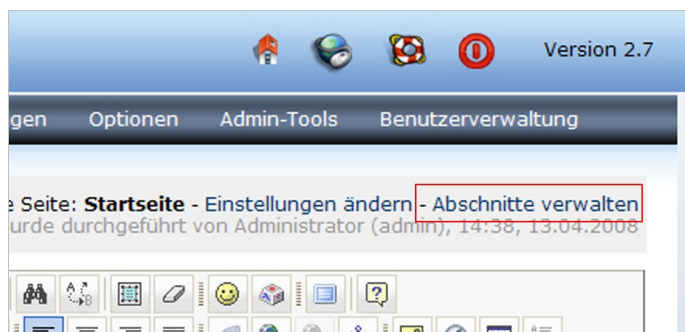 Version 2.7
gen Optionen Admin-Tools Benutzerverwaltung
e Seite: Startseite - Einstellungen ändern - Abschnitte verwalten
urde durchgeführt von Administrator (admin), 14:38, 13.04.2008